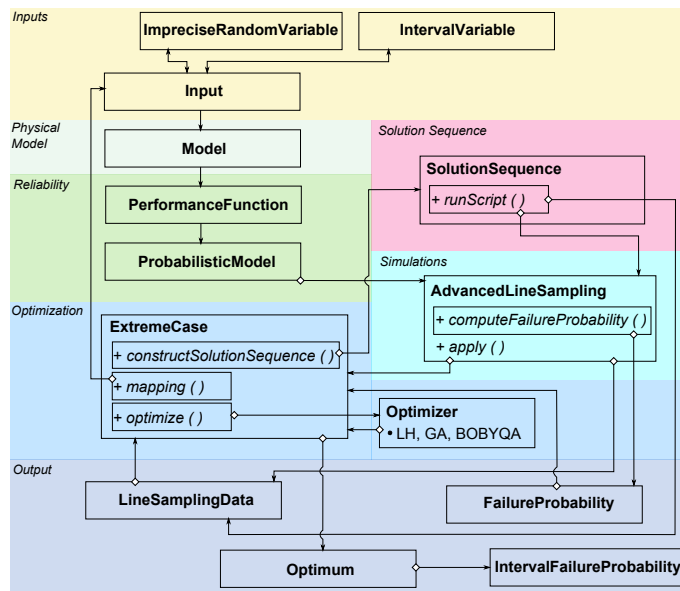 Inputs
ImpreciseRandomVariable
IntervalVariable
Input
Physical
Model
Model
Solution Sequence
SolutionSequence
+ runScript ( )
Reliability
PerformanceFunction
ProbabilisticModel
Simulations
AdvancedLineSampling
+ computeFailureProbability ( )
+ apply ( )
Optimization
ExtremeCase
+ constructSolutionSequence ( )
+ mapping ( )
+ optimize ( )
Optimizer
• LH, GA, BOBYQA
Output
LineSamplingData
FailureProbability
Optimum
IntervalFailureProbability